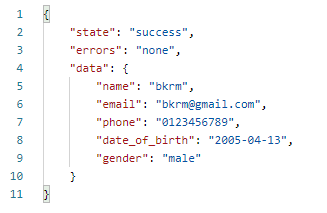 1 {
2     "state": "success",
3     "errors": "none",
4     "data": {
5         "name": "bkrm",
6         "email": "bkrm@gmail.com",
7         "phone": "0123456789",
8         "date_of_birth": "2005-04-13",
9         "gender": "male"
10     }
11 }